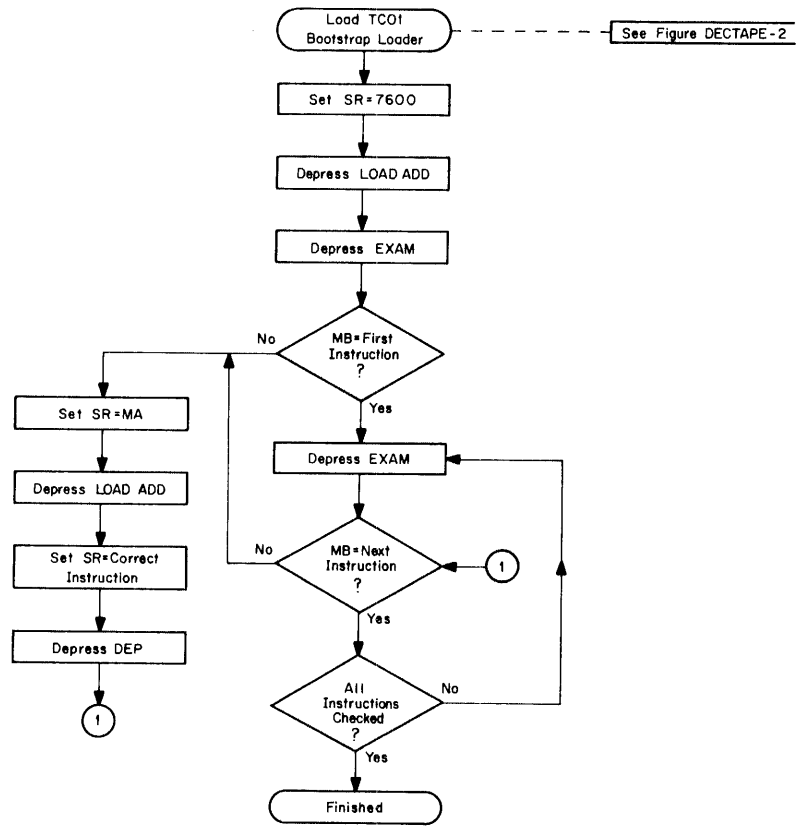 Load TC01
Bootstrap Loader
See Figure DECTAPE-2
Set SR=7600
Depress LOAD ADD
Depress EXAM
MB=First
Instruction
?
No
Yes
Set SR=MA
Depress LOAD ADD
Set SR=Correct
Instruction
Depress DEP
1
Depress EXAM
MB=Next
Instruction
?
No
1
Yes
All
Instructions
Checked
?
No
Yes
Finished